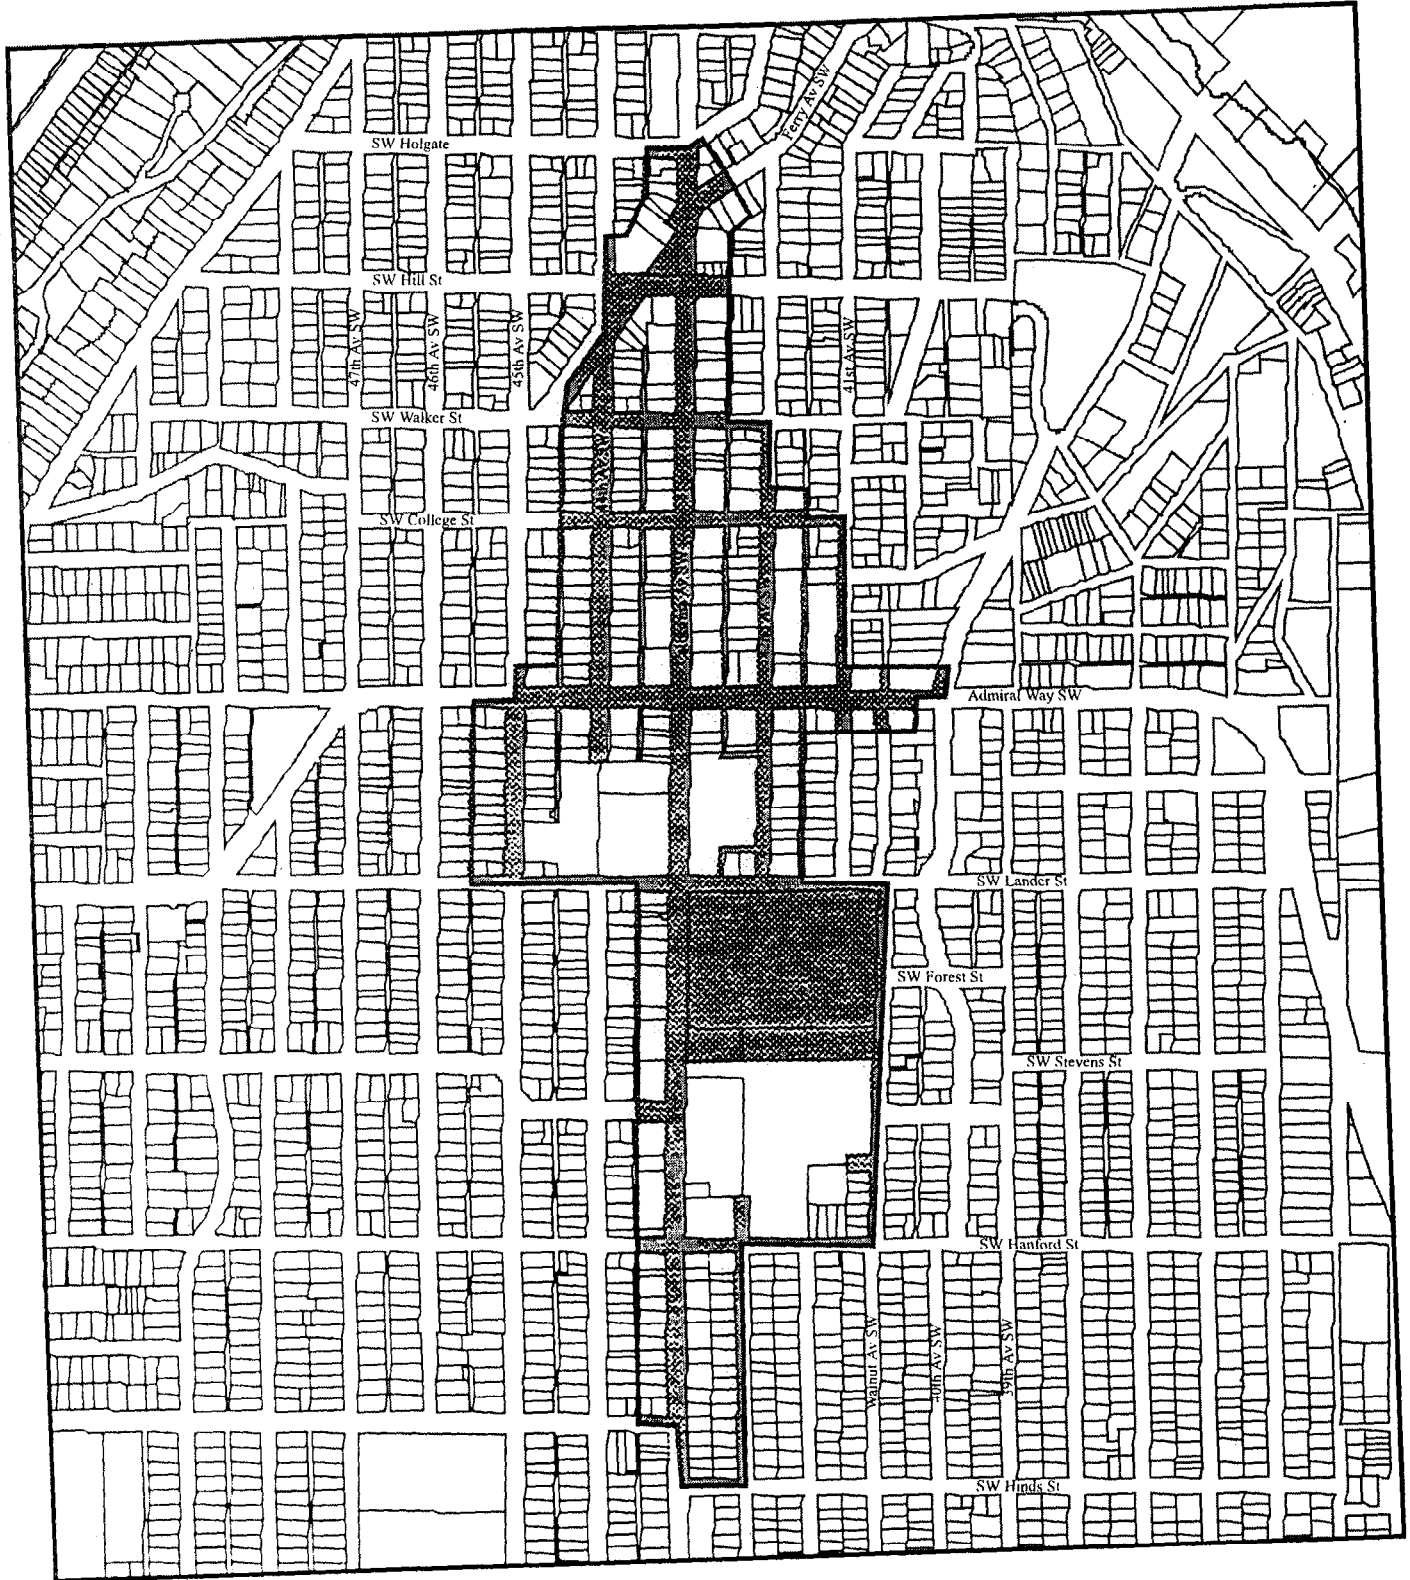 Ferry Av SW
SW Holgate
SW Hill St
47th Av SW
46th Av SW
45th Av SW
41st Av SW
SW Walker St
SW College St
Admiral Way SW
SW Lander St
SW Forest St
SW Stevens St
SW Hanford St
Walnut Av SW
40th Av SW
39th Av SW
SW Hinds St